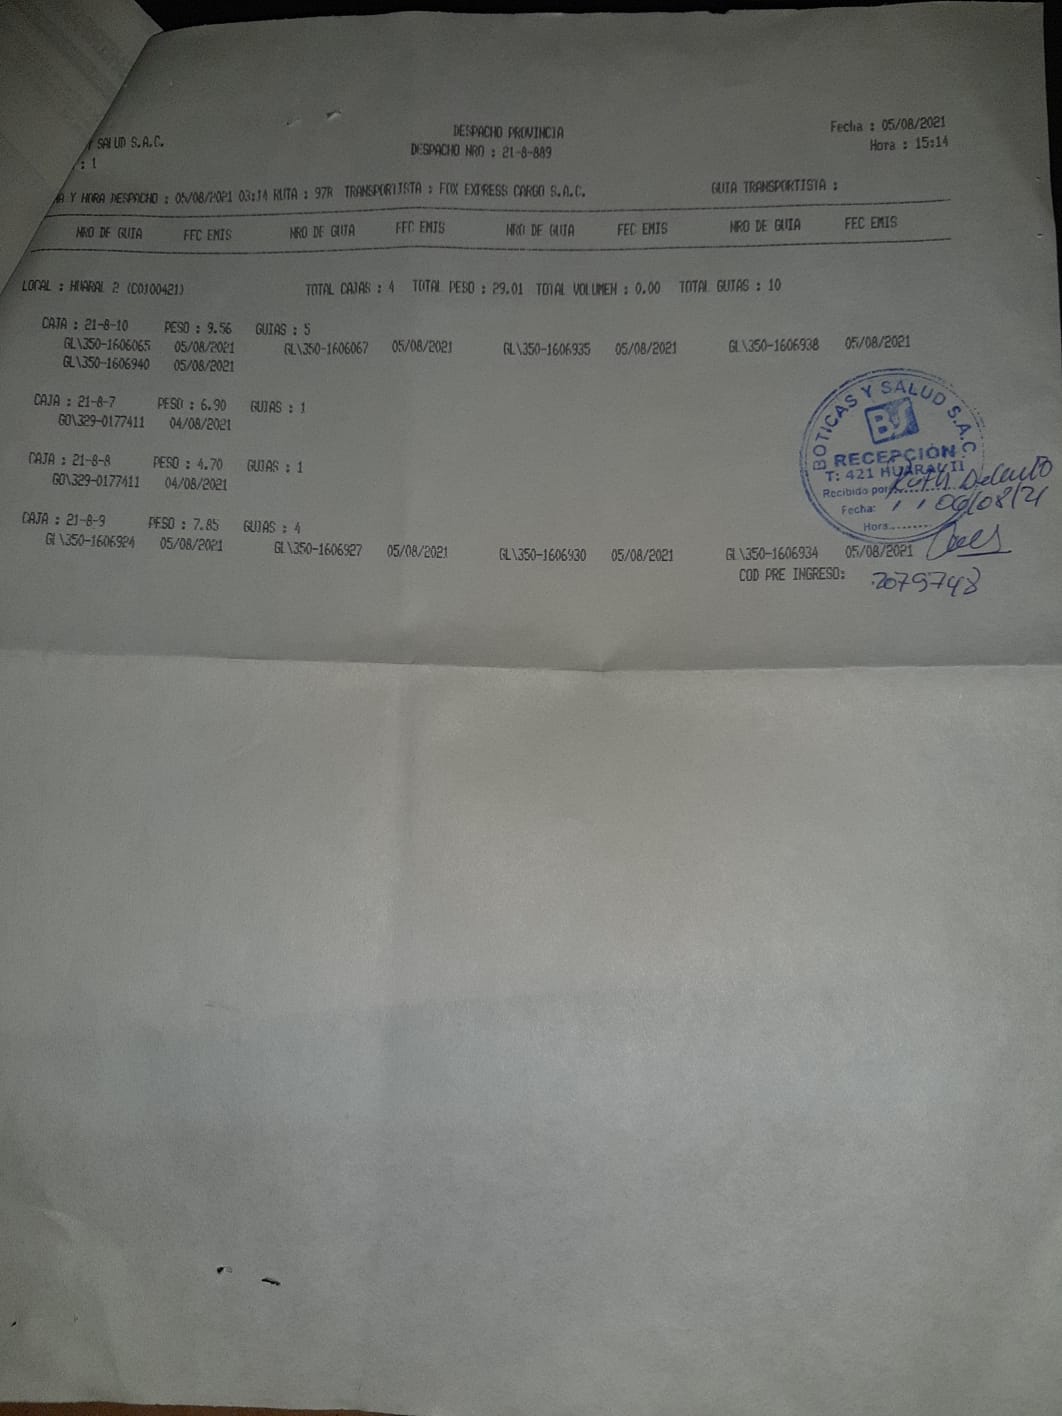 Y SALUD S.A.C.
DESPACHO PROVINCIA
Fecha : 05/08/2021
: 1
DESPACHO NRO : 21-8-889
Hora : 15:14
HA Y HORA DESPACHO : 05/08/2021 03:14 RUTA : 97R TRANSPORTISTA : FOX EXPRESS CARGO S.A.C. GUIA TRANSPORTISTA :
NRO DE GUIA FEC EMIS NRO DE GUIA FEC EMIS NRO DE GUIA FEC EMIS NRO DE GUIA FEC EMIS
LOCAL : HUARAL 2 (C0100421) TOTAL CAJAS : 4 TOTAL PESO : 29.01 TOTAL VOLUMEN : 0.00 TOTAL GUIAS : 10
CAJA : 21-8-10 PESO : 9.56 GUIAS : 5
GL\350-1606065 05/08/2021 GL\350-1606067 05/08/2021 GL\350-1606935 05/08/2021 GL\350-1606938 05/08/2021
GL\350-1606940 05/08/2021
CAJA : 21-8-7 PESO : 6.90 GUIAS : 1
GO\329-0177411 04/08/2021
CAJA : 21-8-8 PESO : 4.70 GUIAS : 1
GO\329-0177411 04/08/2021
CAJA : 21-8-9 PESO : 7.85 GUIAS : 4
GL\350-1606924 05/08/2021 GL\350-1606927 05/08/2021 GL\350-1606930 05/08/2021 GL\350-1606934 05/08/2021
COD PRE INGRESO: 2079748
BOTICAS Y SALUD S.A.C.
BS
RECEPCIÓN
T: 421 HUARAL II
Recibido por: Ruth
Fecha: 06/08/21
Hora